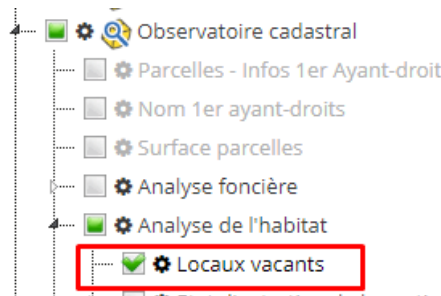 Observatoire cadastral
Parcelles - Infos 1er Ayant-droit
Nom 1er ayant-droits
Surface parcelles
Analyse foncière
Analyse de l'habitat
Locaux vacants